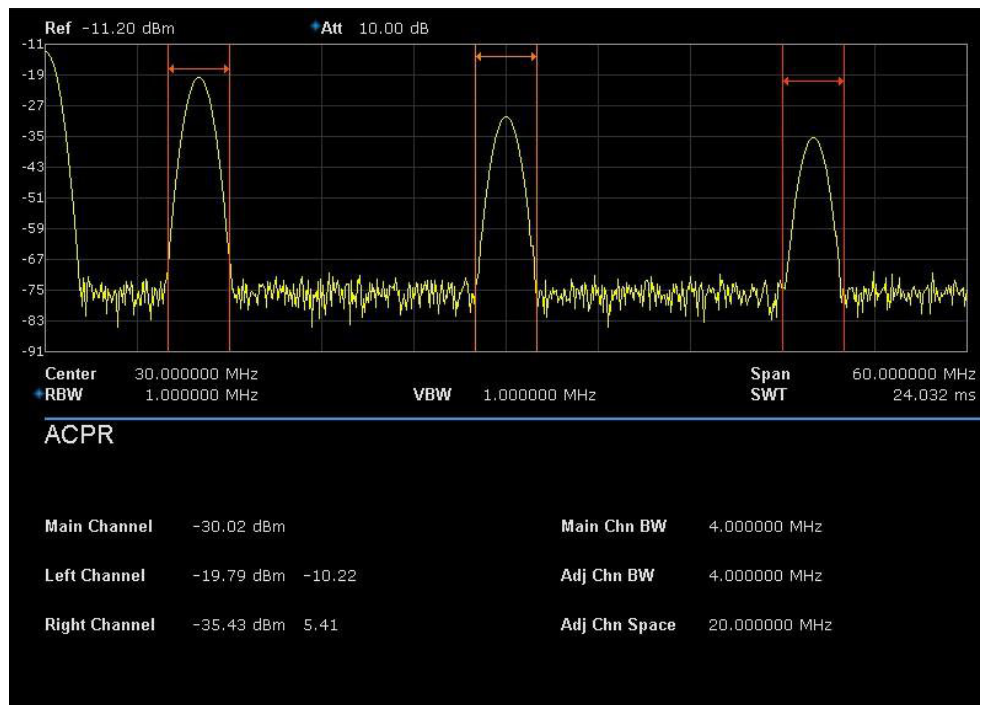 Ref -11.20 dBm Att 10.00 dB
-11
-19
-27
-35
-43
-51
-59
-67
-75
-83
-91
Center 30.000000 MHz Span 60.000000 MHz
RBW 1.000000 MHz VBW 1.000000 MHz SWT 24.032 ms
ACPR
Main Channel -30.02 dBm Main Chn BW 4.000000 MHz
Left Channel -19.79 dBm -10.22 Adj Chn BW 4.000000 MHz
Right Channel -35.43 dBm 5.41 Adj Chn Space 20.000000 MHz